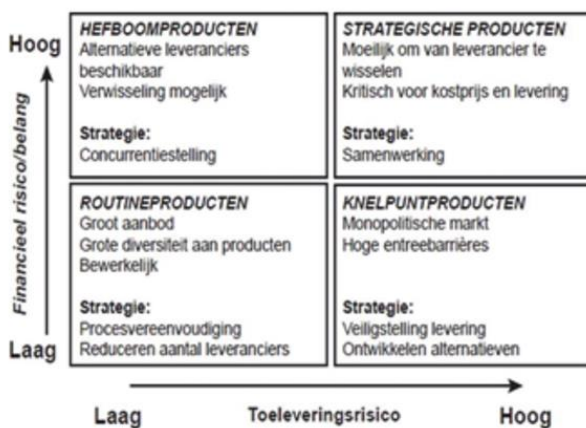 Hoog
Financieel risico/belang
Laag
HEFBOOMPRODUCTEN
Alternatieve leveranciers
beschikbaar
Verwisseling mogelijk
Strategie:
Concurrentiestelling
STRATEGISCHE PRODUCTEN
Moeilijk om van leverancier te
wisselen
Kritisch voor kostprijs en levering
Strategie:
Samenwerking
ROUTINEPRODUCTEN
Groot aanbod
Grote diversiteit aan producten
Bewerkelijk
Strategie:
Procesvereenvoudiging
Reduceren aantal leveranciers
KNELPUNTPRODUCTEN
Monopolitische markt
Hoge entreebarrières
Strategie:
Veiligstelling levering
Ontwikkelen alternatieven
Laag
Toeleveringsrisico
Hoog